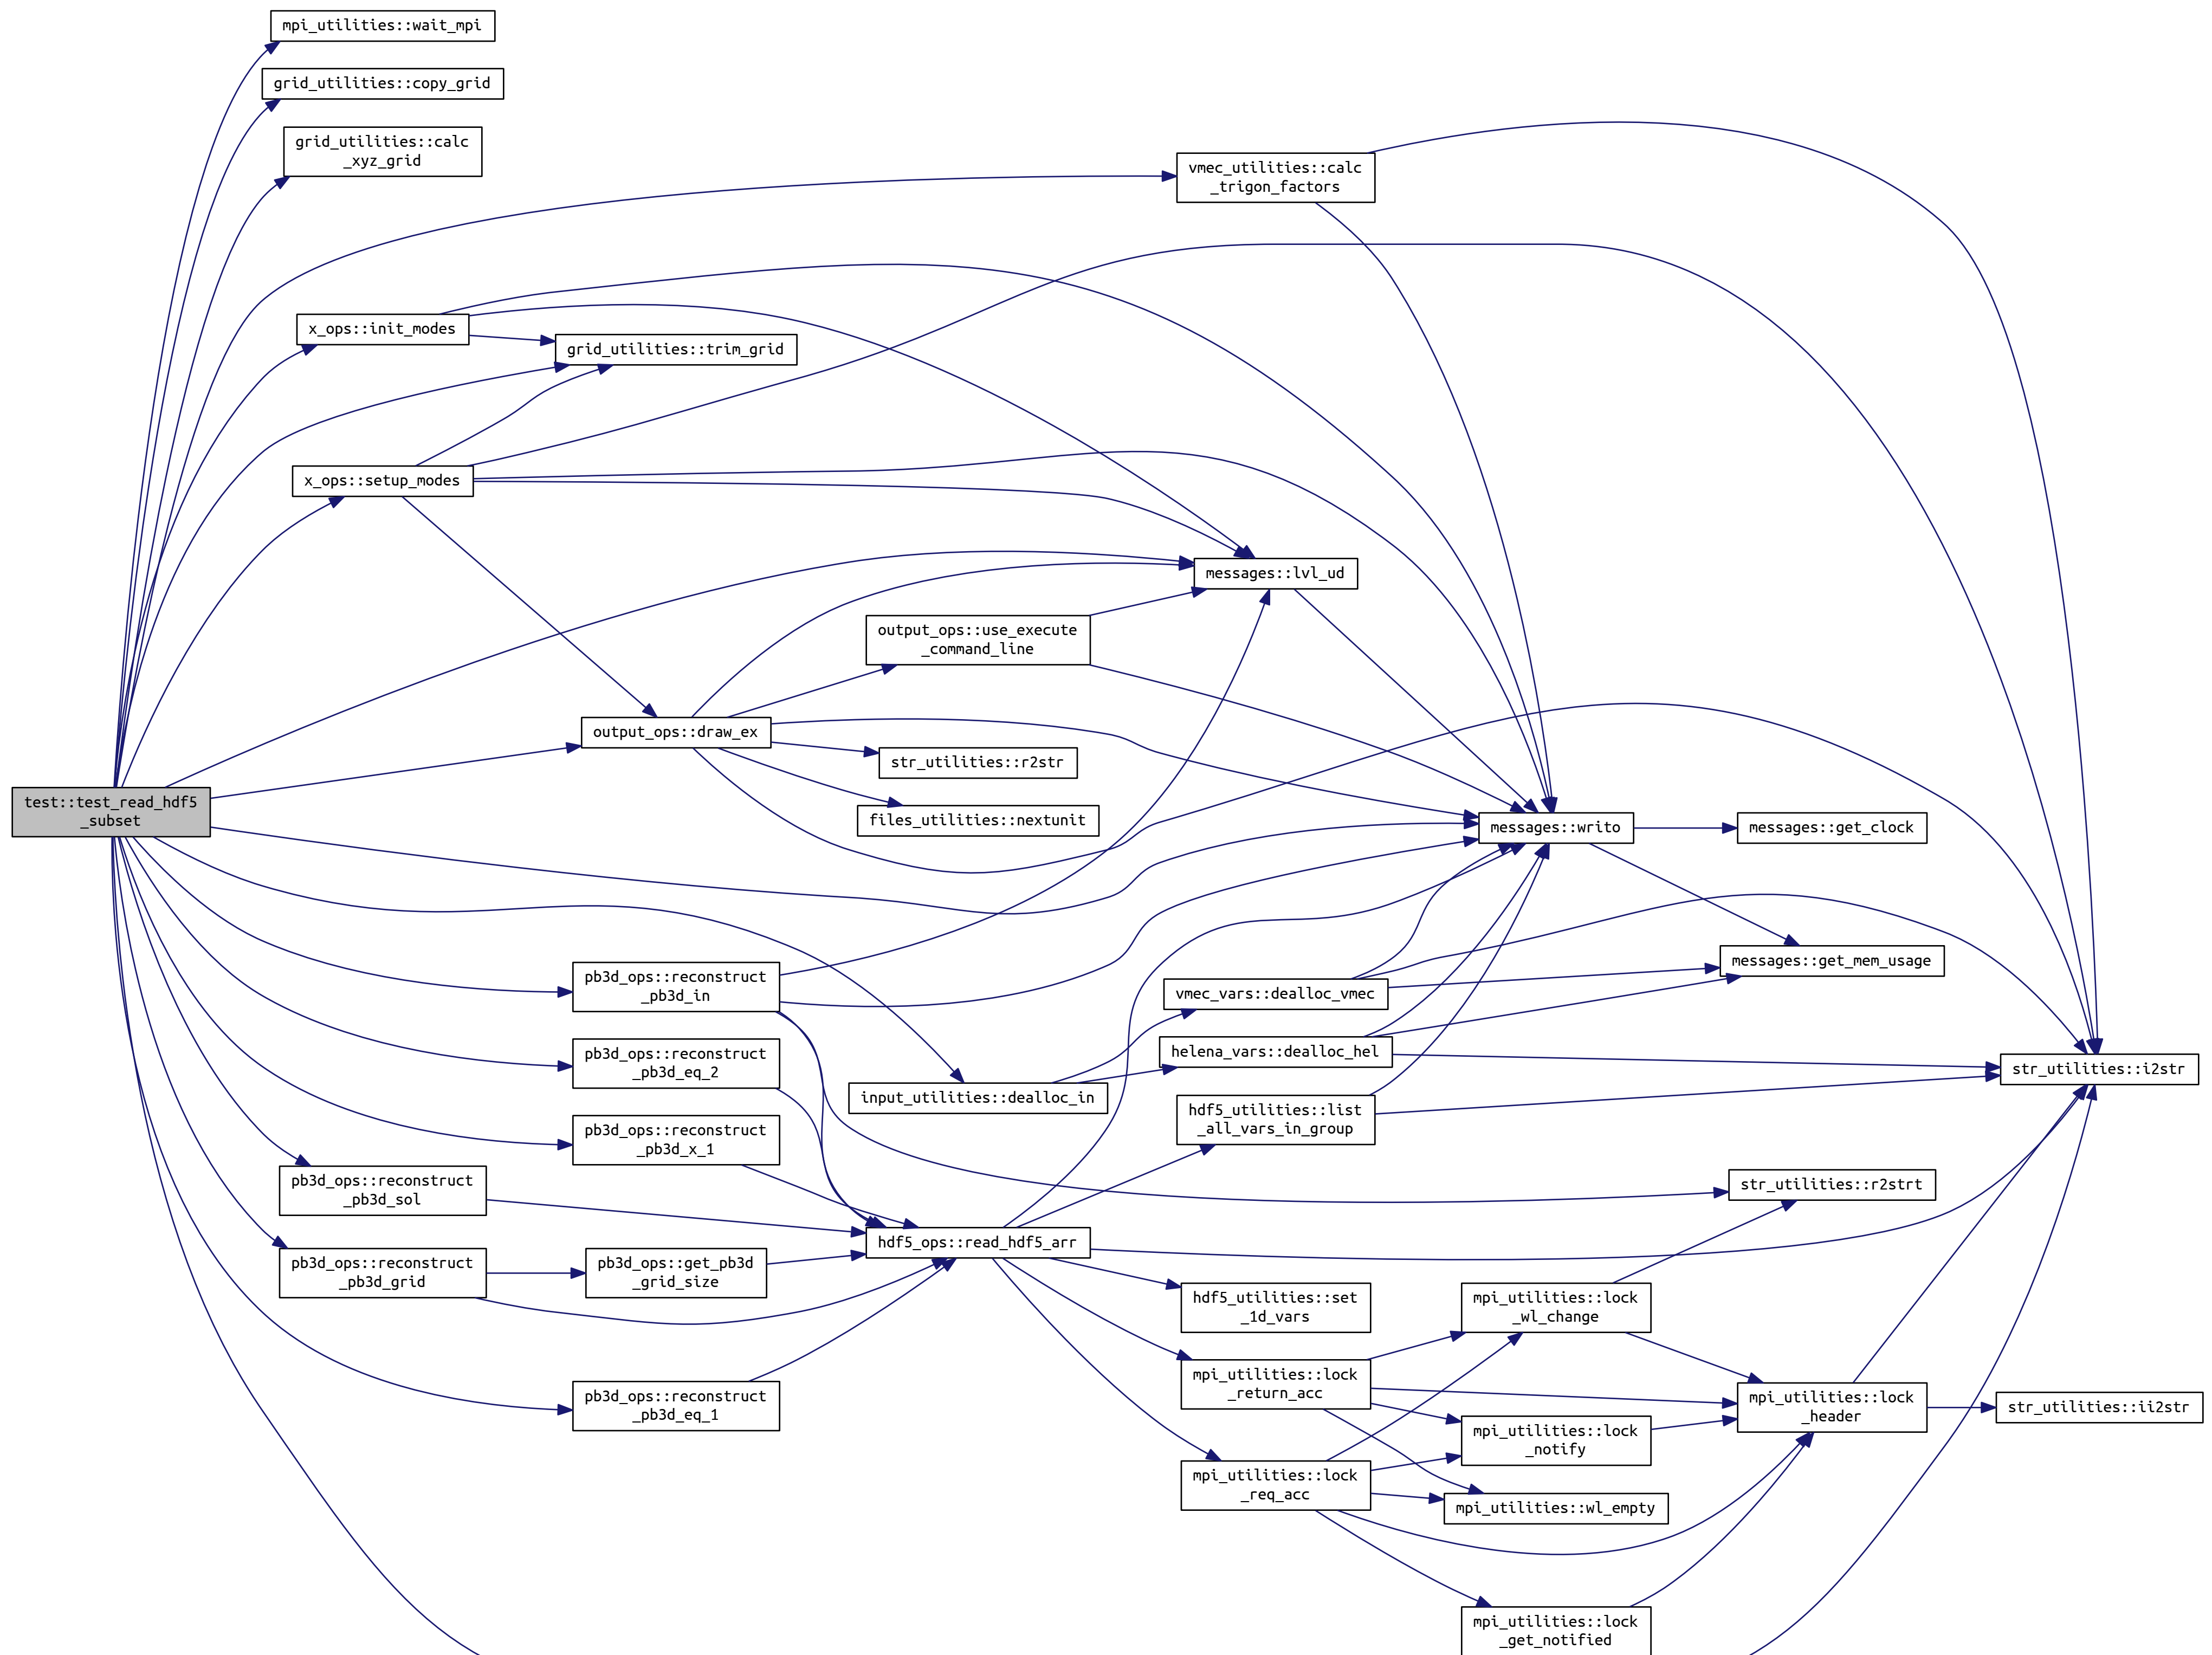 mpi_utilities::wait_mpi
grid_utilities::copy_grid
grid_utilities::calc
_xyz_grid
vmec_utilities::calc
_trigon_factors
x_ops::init_modes
grid_utilities::trim_grid
x_ops::setup_modes
messages::lvl_ud
output_ops::use_execute
_command_line
output_ops::draw_ex
str_utilities::r2str
test::test_read_hdf5
_subset
files_utilities::nextunit
messages::writo
messages::get_clock
messages::get_mem_usage
pb3d_ops::reconstruct
_pb3d_in
vmec_vars::dealloc_vmec
helena_vars::dealloc_hel
pb3d_ops::reconstruct
_pb3d_eq_2
str_utilities::i2str
input_utilities::dealloc_in
hdf5_utilities::list
_all_vars_in_group
pb3d_ops::reconstruct
_pb3d_x_1
pb3d_ops::reconstruct
_pb3d_sol
str_utilities::r2strt
hdf5_ops::read_hdf5_arr
pb3d_ops::reconstruct
_pb3d_grid
pb3d_ops::get_pb3d
_grid_size
hdf5_utilities::set
_1d_vars
mpi_utilities::lock
_wl_change
mpi_utilities::lock
_return_acc
pb3d_ops::reconstruct
_pb3d_eq_1
mpi_utilities::lock
_header
str_utilities::ii2str
mpi_utilities::lock
_notify
mpi_utilities::lock
_req_acc
mpi_utilities::wl_empty
mpi_utilities::lock
_get_notified